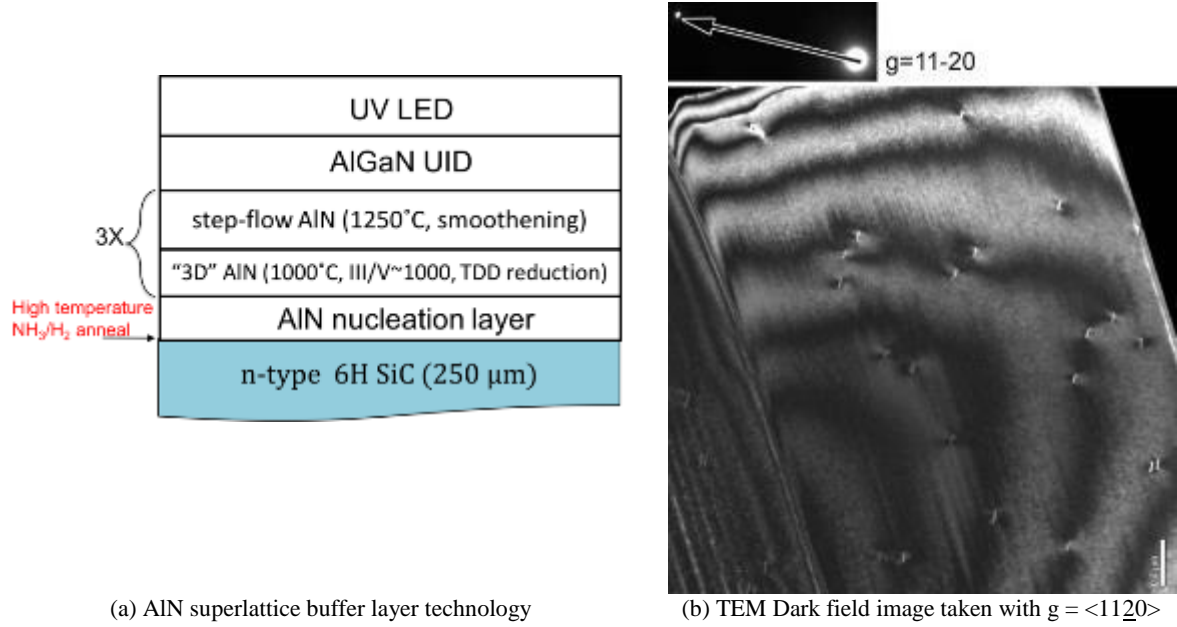 UV LED
AlGaN UID
3X
step-flow AlN (1250˚C, smoothening]
“3D” AlN (1000˚C, III/V~1000, TDD reduction)
High temperature
NH₃/H₂ anneal
AlN nucleation layer
n-type 6H SiC (250 µm)
(a) AlN superlattice buffer layer technology
g=11-20
(b) TEM Dark field image taken with g = <1120>